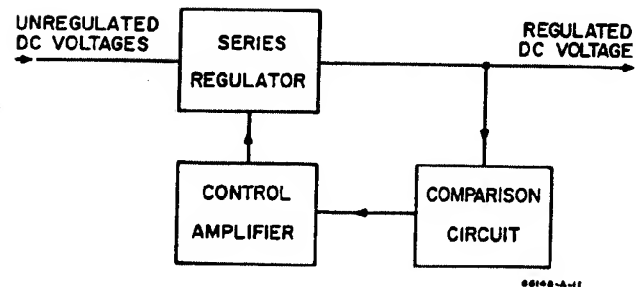 UNREGULATED
DC VOLTAGES
SERIES
REGULATOR
REGULATED
DC VOLTAGE
CONTROL
AMPLIFIER
COMPARISON
CIRCUIT